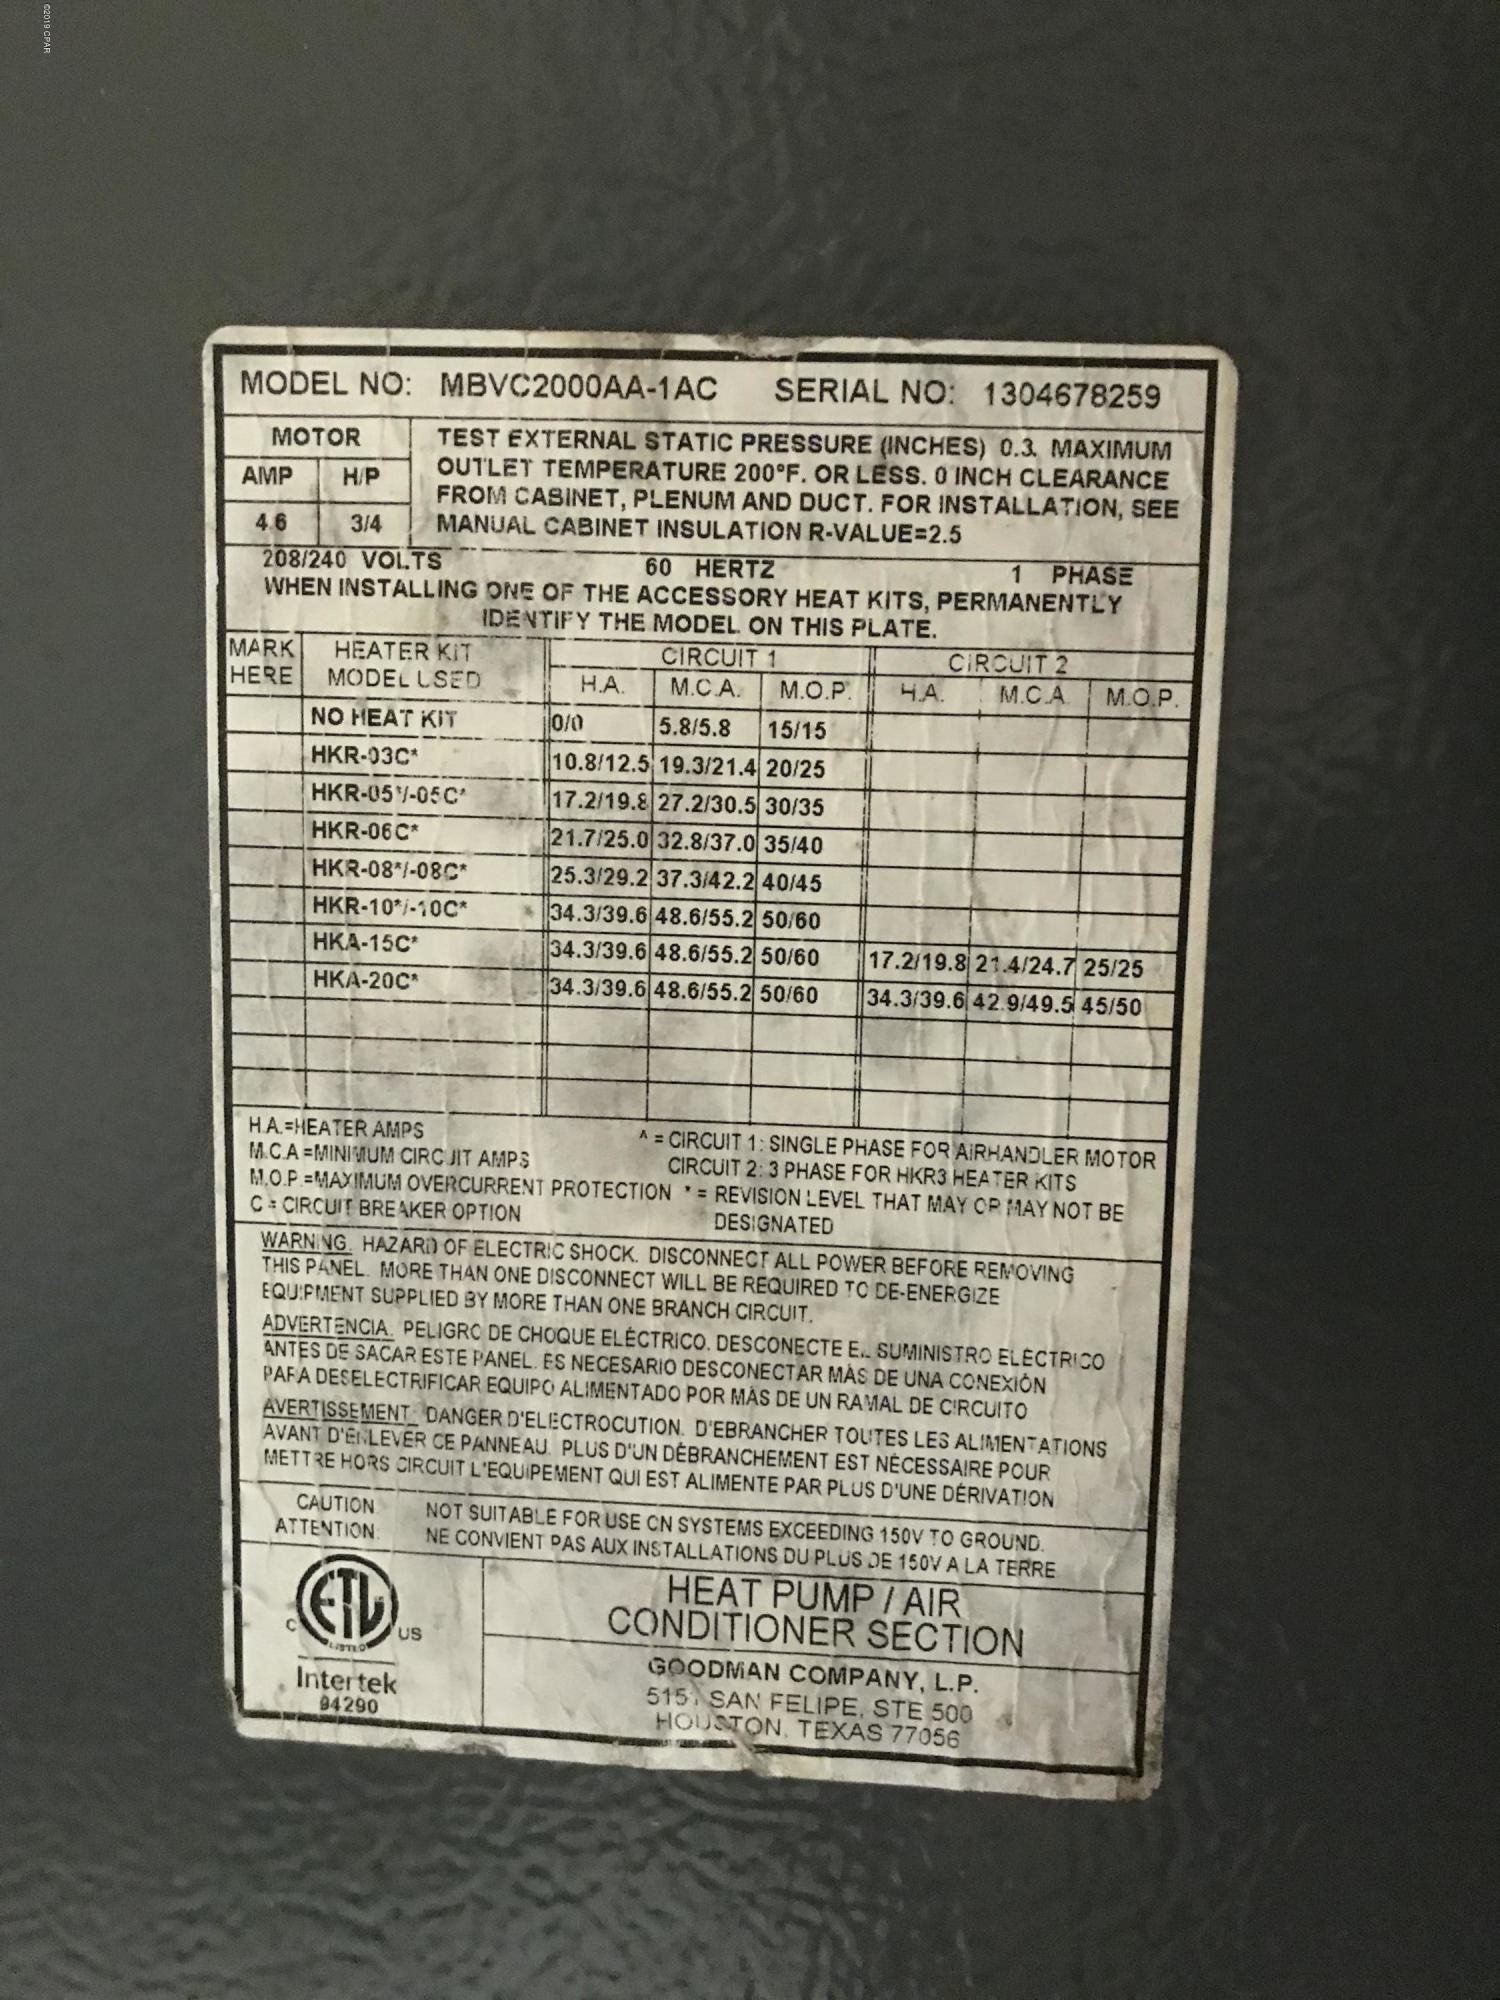 ©2019 CPAR
MODEL NO: MBVC2000AA-1AC SERIAL NO: 1304678259
MOTOR
AMP H/P
4.6 3/4
TEST EXTERNAL STATIC PRESSURE (INCHES) 0.3. MAXIMUM
OUTLET TEMPERATURE 200°F. OR LESS. 0 INCH CLEARANCE
FROM CABINET, PLENUM AND DUCT. FOR INSTALLATION, SEE
MANUAL CABINET INSULATION R-VALUE=2.5
208/240 VOLTS 60 HERTZ 1 PHASE
WHEN INSTALLING ONE OF THE ACCESSORY HEAT KITS, PERMANENTLY
IDENTIFY THE MODEL ON THIS PLATE.
MARK HEATER KIT CIRCUIT 1 CIRCUIT 2
HERE MODEL USED H.A. M.C.A. M.O.P. H.A. M.C.A M.O.P.
NO HEAT KIT 0/0 5.8/5.8 15/15
HKR-03C* 10.8/12.5 19.3/21.4 20/25
HKR-05*/-05C* 17.2/19.8 27.2/30.5 30/35
HKR-06C* 21.7/25.0 32.8/37.0 35/40
HKR-08*/-08C* 25.3/29.2 37.3/42.2 40/45
HKR-10*/-10C* 34.3/39.6 48.6/55.2 50/60
HKA-15C* 34.3/39.6 48.6/55.2 50/60 17.2/19.8 21.4/24.7 25/25
HKA-20C* 34.3/39.6 48.6/55.2 50/60 34.3/39.6 42.9/49.5 45/50
H.A.=HEATER AMPS
M.C.A =MINIMUM CIRCUIT AMPS
M.O.P.=MAXIMUM OVERCURRENT PROTECTION
C = CIRCUIT BREAKER OPTION
^ = CIRCUIT 1: SINGLE PHASE FOR AIRHANDLER MOTOR
CIRCUIT 2: 3 PHASE FOR HKR3 HEATER KITS
* = REVISION LEVEL THAT MAY OR MAY NOT BE
DESIGNATED
WARNING. HAZARD OF ELECTRIC SHOCK. DISCONNECT ALL POWER BEFORE REMOVING
THIS PANEL. MORE THAN ONE DISCONNECT WILL BE REQUIRED TO DE-ENERGIZE
EQUIPMENT SUPPLIED BY MORE THAN ONE BRANCH CIRCUIT.
ADVERTENCIA. PELIGRO DE CHOQUE ELÉCTRICO. DESCONECTE EL SUMINISTRO ELÉCTRICO
ANTES DE SACAR ESTE PANEL. ES NECESARIO DESCONECTAR MÁS DE UNA CONEXIÓN
PARA DESELECTRIFICAR EQUIPO ALIMENTADO POR MÁS DE UN RAMAL DE CIRCUITO
AVERTISSEMENT: DANGER D'ELECTROCUTION. D'EBRANCHER TOUTES LES ALIMENTATIONS
AVANT D'ENLEVER CE PANNEAU. PLUS D'UN DÉBRANCHEMENT EST NÉCESSAIRE POUR
METTRE HORS CIRCUIT L'EQUIPEMENT QUI EST ALIMENTE PAR PLUS D'UNE DÉRIVATION
CAUTION NOT SUITABLE FOR USE ON SYSTEMS EXCEEDING 150V TO GROUND.
ATTENTION: NE CONVIENT PAS AUX INSTALLATIONS DU PLUS DE 150V A LA TERRE
ETL
LISTED
C US
Intertek
94290
HEAT PUMP / AIR
CONDITIONER SECTION
GOODMAN COMPANY, L.P.
5151 SAN FELIPE, STE 500
HOUSTON, TEXAS 77056